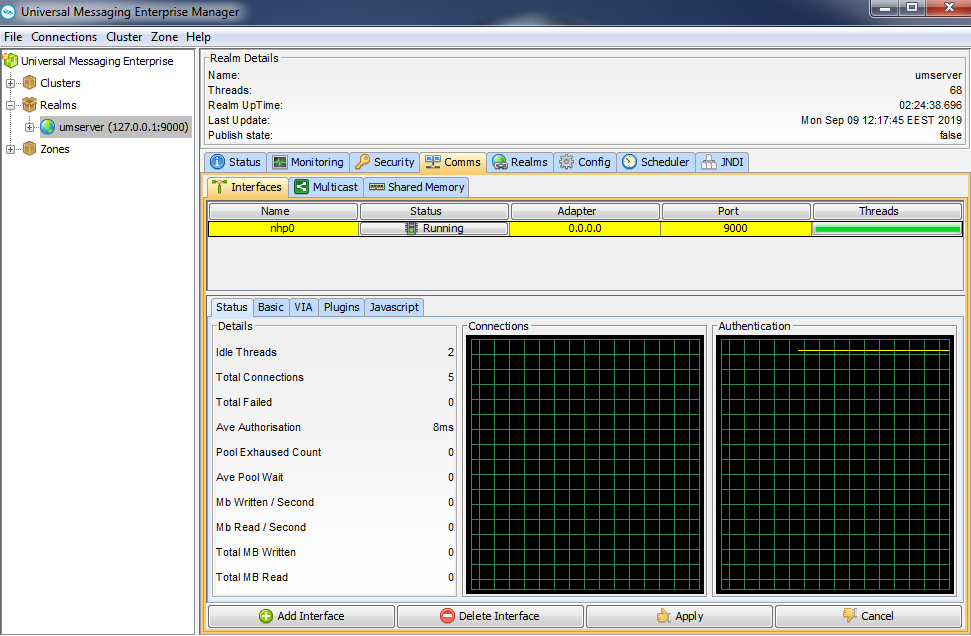 Universal Messaging Enterprise Manager
File Connections Cluster Zone Help
Universal Messaging Enterprise
Clusters
Realms
umserver (127.0.0.1:9000)
Zones
Realm Details
Name: umserver
Threads: 68
Realm UpTime: 02:24:38.696
Last Update: Mon Sep 09 12:17:45 EEST 2019
Publish state: false
Status Monitoring Security Comms Realms Config Scheduler JNDI
Interfaces Multicast Shared Memory
Name Status Adapter Port Threads
nhp0 Running 0.0.0.0 9000
Status Basic VIA Plugins Javascript
Details
Idle Threads 2
Total Connections 5
Total Failed 0
Ave Authorisation 8ms
Pool Exhaused Count 0
Ave Pool Wait 0
Mb Written / Second 0
Mb Read / Second 0
Total MB Written 0
Total MB Read 0
Connections
Authentication
Add Interface Delete Interface Apply Cancel